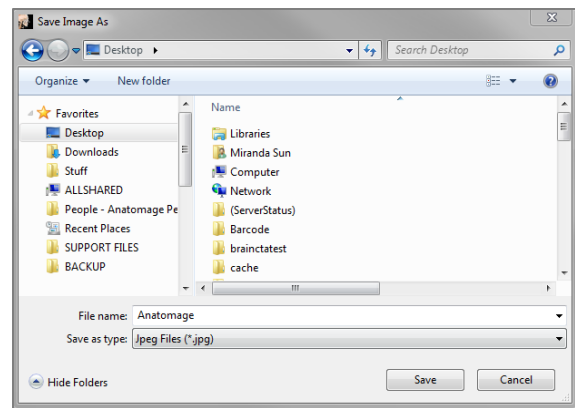 Save Image As
Desktop
Search Desktop
Organize
New folder
Favorites
Desktop
Downloads
Stuff
ALLSHARED
People - Anatomage Pe
Recent Places
SUPPORT FILES
BACKUP
Name
Libraries
Miranda Sun
Computer
Network
(ServerStatus)
Barcode
brainctatest
cache
File name: Anatomage
Save as type: Jpeg Files (*.jpg)
Hide Folders
Save
Cancel